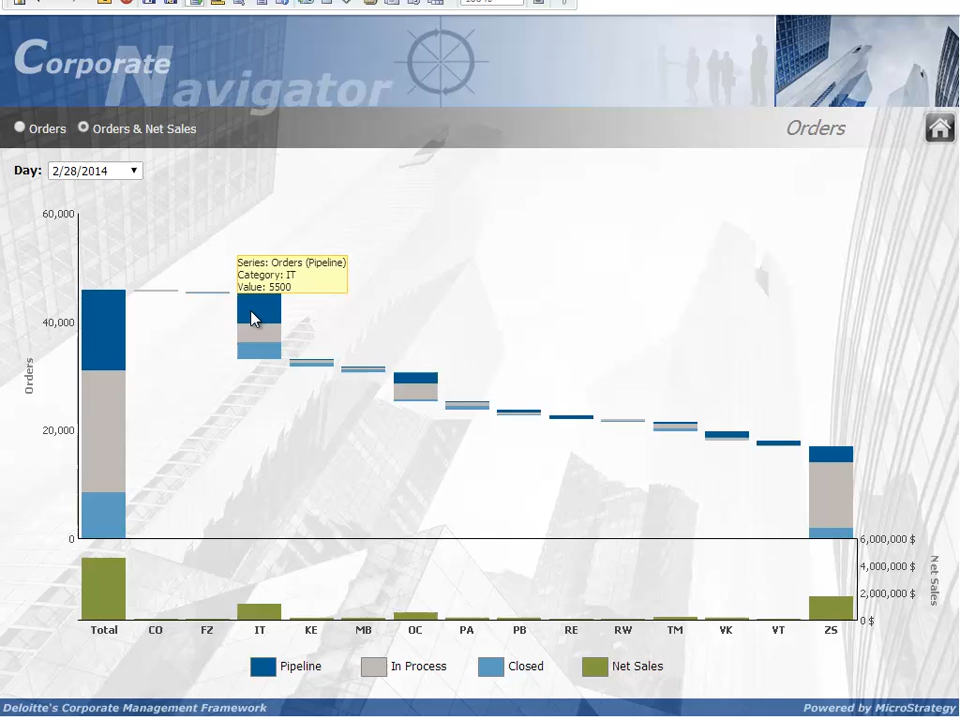 Corporate
Navigator
Orders
Orders & Net Sales
Orders
Day:
2/28/2014
60,000
40,000
20,000
0
Orders
Series: Orders (Pipeline)
Category: IT
Value: 5500
6,000,000 $
4,000,000 $
2,000,000 $
0 $
Net Sales
Total CO FZ IT KE MB OC PA PB RE RW TM VK VT ZS
Pipeline In Process Closed Net Sales
Deloitte's Corporate Management Framework
Powered by MicroStrategy